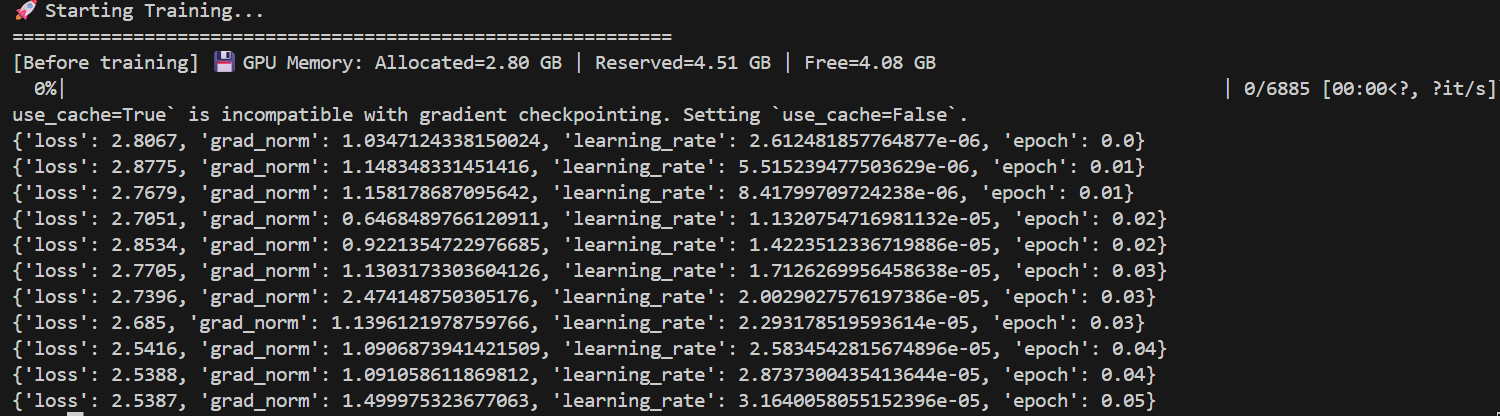 🚀 Starting Training...
============================================================
[Before training] 💾 GPU Memory: Allocated=2.80 GB | Reserved=4.51 GB | Free=4.08 GB
0%| | 0/6885 [00:00<?, ?it/s]`
use_cache=True` is incompatible with gradient checkpointing. Setting `use_cache=False`.
{'loss': 2.8067, 'grad_norm': 1.0347124338150024, 'learning_rate': 2.612481857764877e-06, 'epoch': 0.0}
{'loss': 2.8775, 'grad_norm': 1.148348331451416, 'learning_rate': 5.515239477503629e-06, 'epoch': 0.01}
{'loss': 2.7679, 'grad_norm': 1.158178687095642, 'learning_rate': 8.41799709724238e-06, 'epoch': 0.01}
{'loss': 2.7051, 'grad_norm': 0.6468489766120911, 'learning_rate': 1.1320754716981132e-05, 'epoch': 0.02}
{'loss': 2.8534, 'grad_norm': 0.9221354722976685, 'learning_rate': 1.4223512336719886e-05, 'epoch': 0.02}
{'loss': 2.7705, 'grad_norm': 1.1303173303604126, 'learning_rate': 1.7126269956458638e-05, 'epoch': 0.03}
{'loss': 2.7396, 'grad_norm': 2.474148750305176, 'learning_rate': 2.0029027576197386e-05, 'epoch': 0.03}
{'loss': 2.685, 'grad_norm': 1.1396121978759766, 'learning_rate': 2.293178519593614e-05, 'epoch': 0.03}
{'loss': 2.5416, 'grad_norm': 1.0906873941421509, 'learning_rate': 2.5834542815674896e-05, 'epoch': 0.04}
{'loss': 2.5388, 'grad_norm': 1.091058611869812, 'learning_rate': 2.8737300435413644e-05, 'epoch': 0.04}
{'loss': 2.5387, 'grad_norm': 1.499975323677063, 'learning_rate': 3.1640058055152396e-05, 'epoch': 0.05}